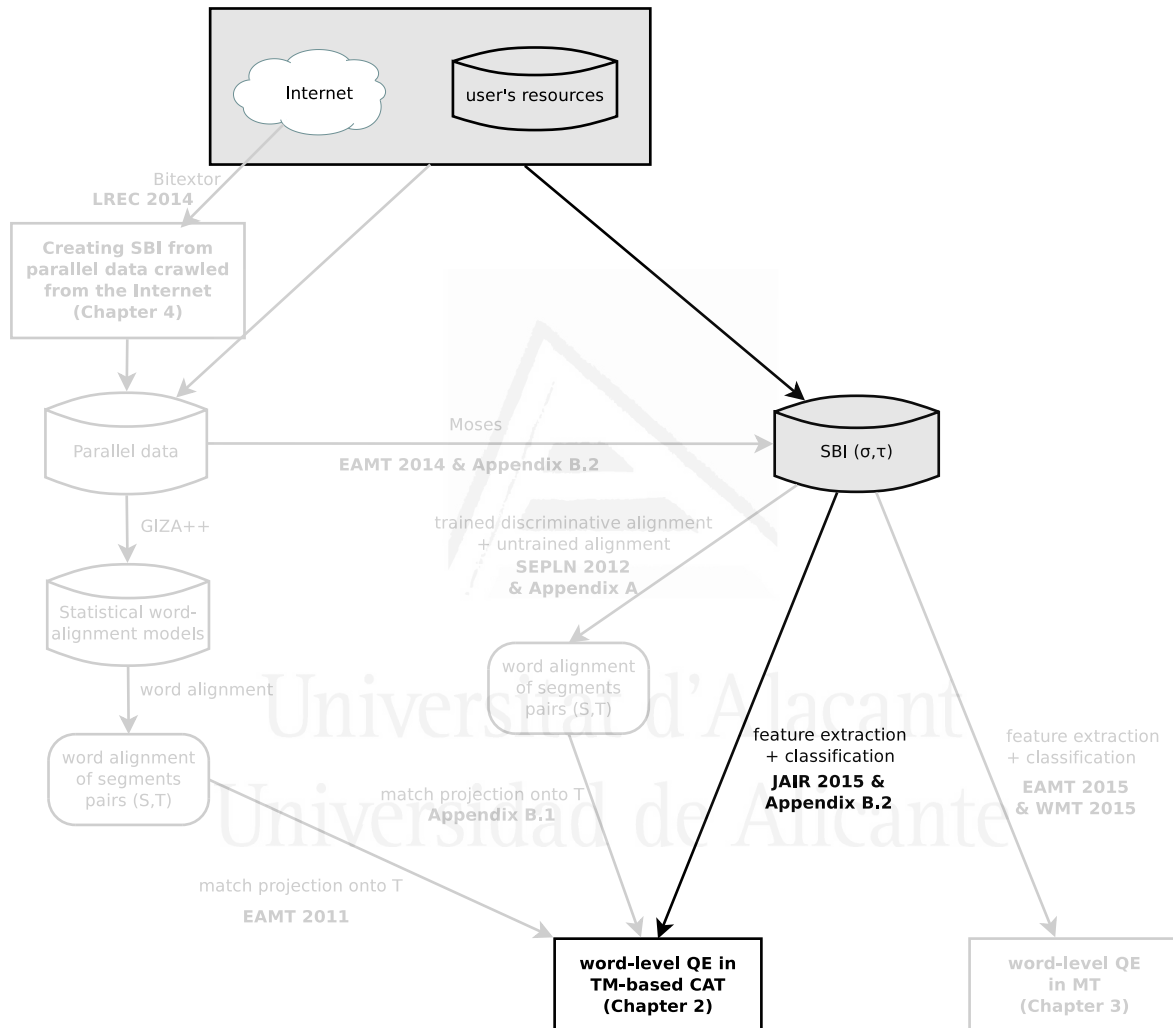 Internet
user's resources
Bitextor
LREC 2014
Creating SBI from
parallel data crawled
from the Internet
(Chapter 4)
Parallel data
Moses
EAMT 2014 & Appendix B.2
SBI (σ,τ)
GIZA++
trained discriminative alignment
+ untrained alignment
SEPLN 2012
& Appendix A
Statistical word-
alignment models
word alignment
word alignment
of segments
pairs (S,T)
word alignment
of segments
pairs (S,T)
Universitat d'Alacant
Universidad de Alicante
match projection onto T
Appendix B.1
feature extraction
+ classification
JAIR 2015 &
Appendix B.2
feature extraction
+ classification
EAMT 2015
& WMT 2015
match projection onto T
EAMT 2011
word-level QE in
TM-based CAT
(Chapter 2)
word-level QE
in MT
(Chapter 3)